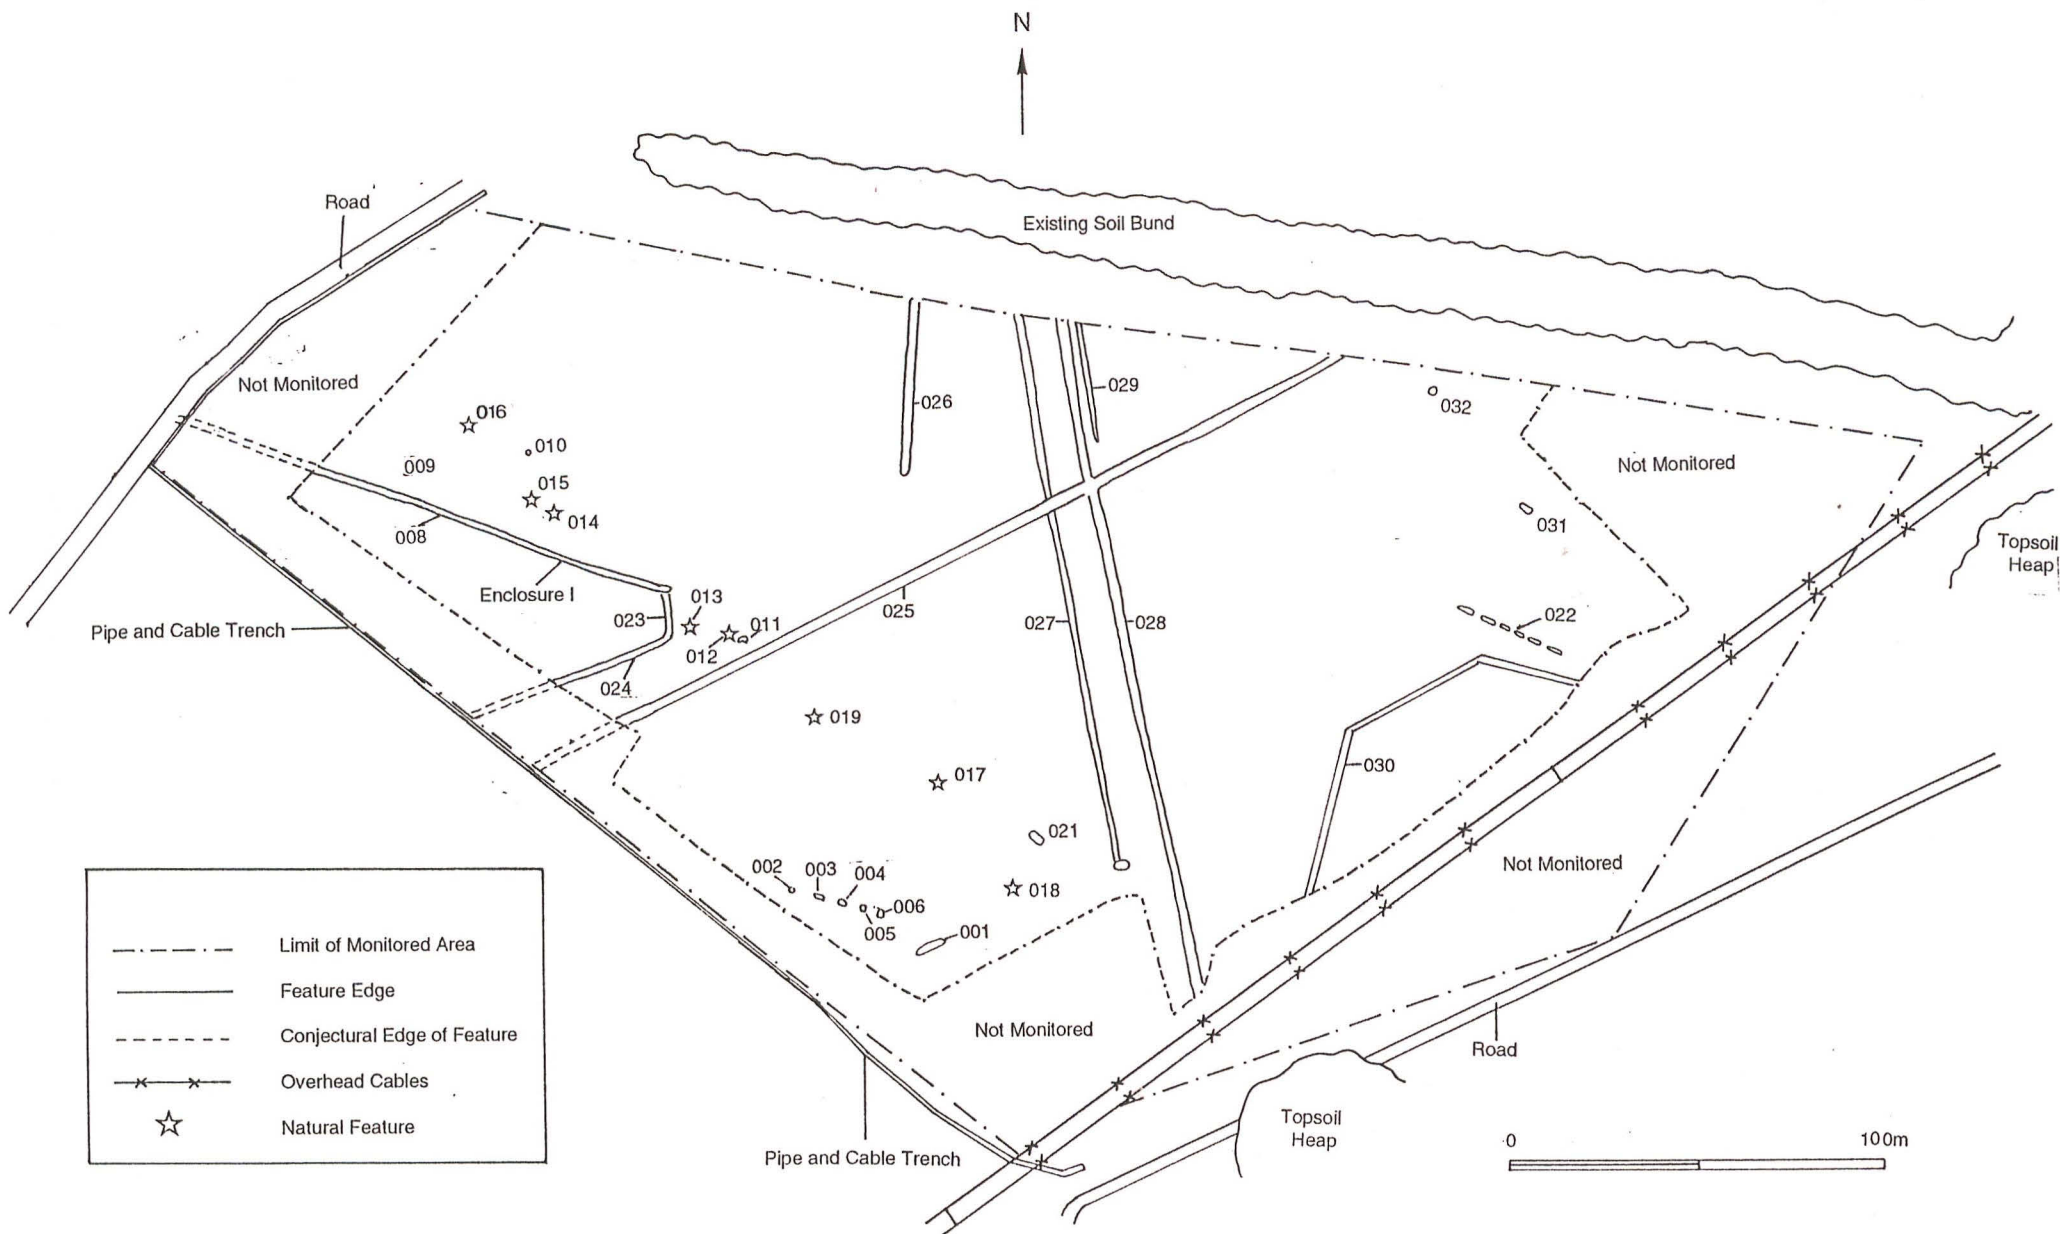 N
Road
Existing Soil Bund
Not Monitored
029
026
032
016
010
009
015
014
008
Not Monitored
031
Topsoil
Heap
Enclosure I
013
023
011
012
025
027
028
022
Pipe and Cable Trench
024
019
017
030
021
002
003
004
006
005
018
001
Not Monitored
Limit of Monitored Area
Feature Edge
Conjectural Edge of Feature
Overhead Cables
Natural Feature
Not Monitored
Road
Pipe and Cable Trench
Topsoil
Heap
0
100m